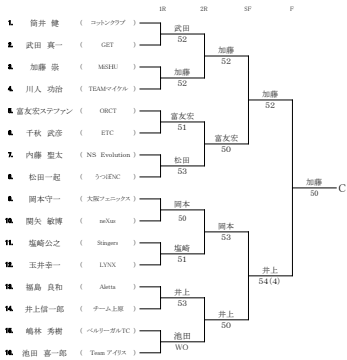 1R 2R SF F
1. 筒井 健 ( コットンクラブ )
武田
52
2. 武田 真一 ( GET )
加藤
52
3. 加藤 崇 ( MiSHU )
加藤
52
4. 川人 功治 ( TEAMマイケル )
加藤
52
5. 富友宏ステファン ( ORCT )
富友宏
51
6. 千秋 武彦 ( ETC )
富友宏
50
7. 内藤 聖太 ( NS Evolution )
松田
53
8. 松田一起 ( うつぼNC )
加藤
50
C
9. 岡本守一 ( 大阪フェニックス )
岡本
50
10. 関矢 敏博 ( neXus )
岡本
53
11. 塩崎公之 ( Stingers )
塩崎
51
12. 玉井幸一 ( LYNX )
井上
54(4)
13. 福島 良和 ( Aletta )
井上
53
14. 井上信一郎 ( チーム上原 )
井上
50
15. 嶋林 秀樹 ( ベルリーガルTC )
池田
WO
16. 池田 喜一郎 ( Team アイリス )